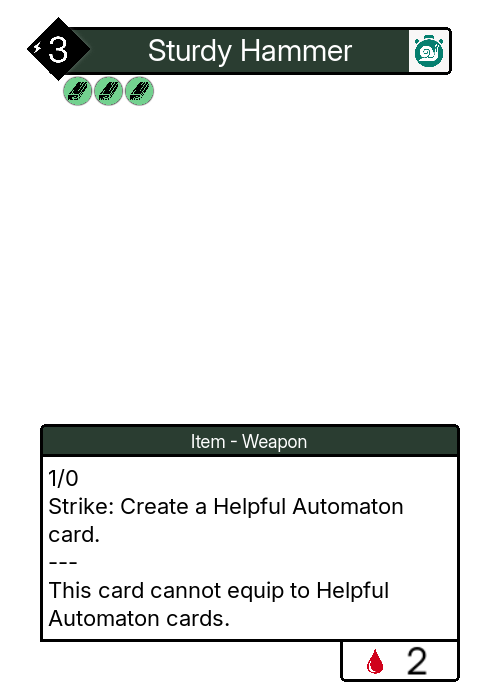 3
Sturdy Hammer
Item - Weapon
1/0
Strike: Create a Helpful Automaton
card.
---
This card cannot equip to Helpful
Automaton cards.
2